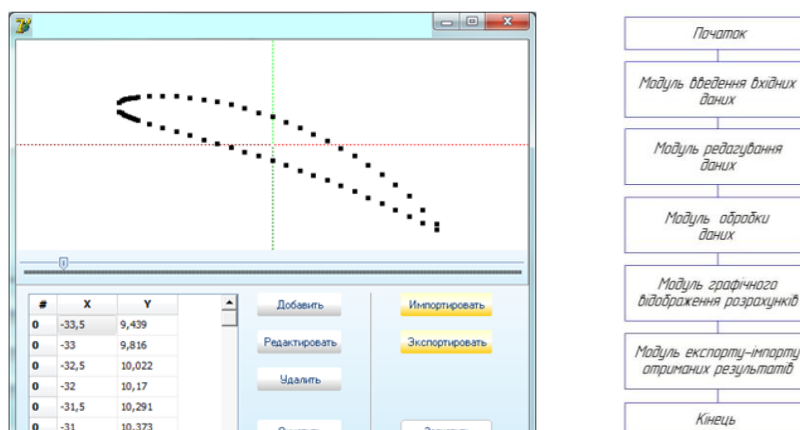 # X Y
0 -33,5 9,439
0 -33 9,816
0 -32,5 10,022
0 -32 10,17
0 -31,5 10,291
0 -31 10,373
Добавить
Редактировать
Удалить
Импортировать
Экспортировать
Початок
Модуль введення вхідних
даних
Модуль редагування
даних
Модуль обробки
даних
Модуль графічного
відображення розрахунків
Модуль експорту-імпорту
отриманих результатів
Кінець